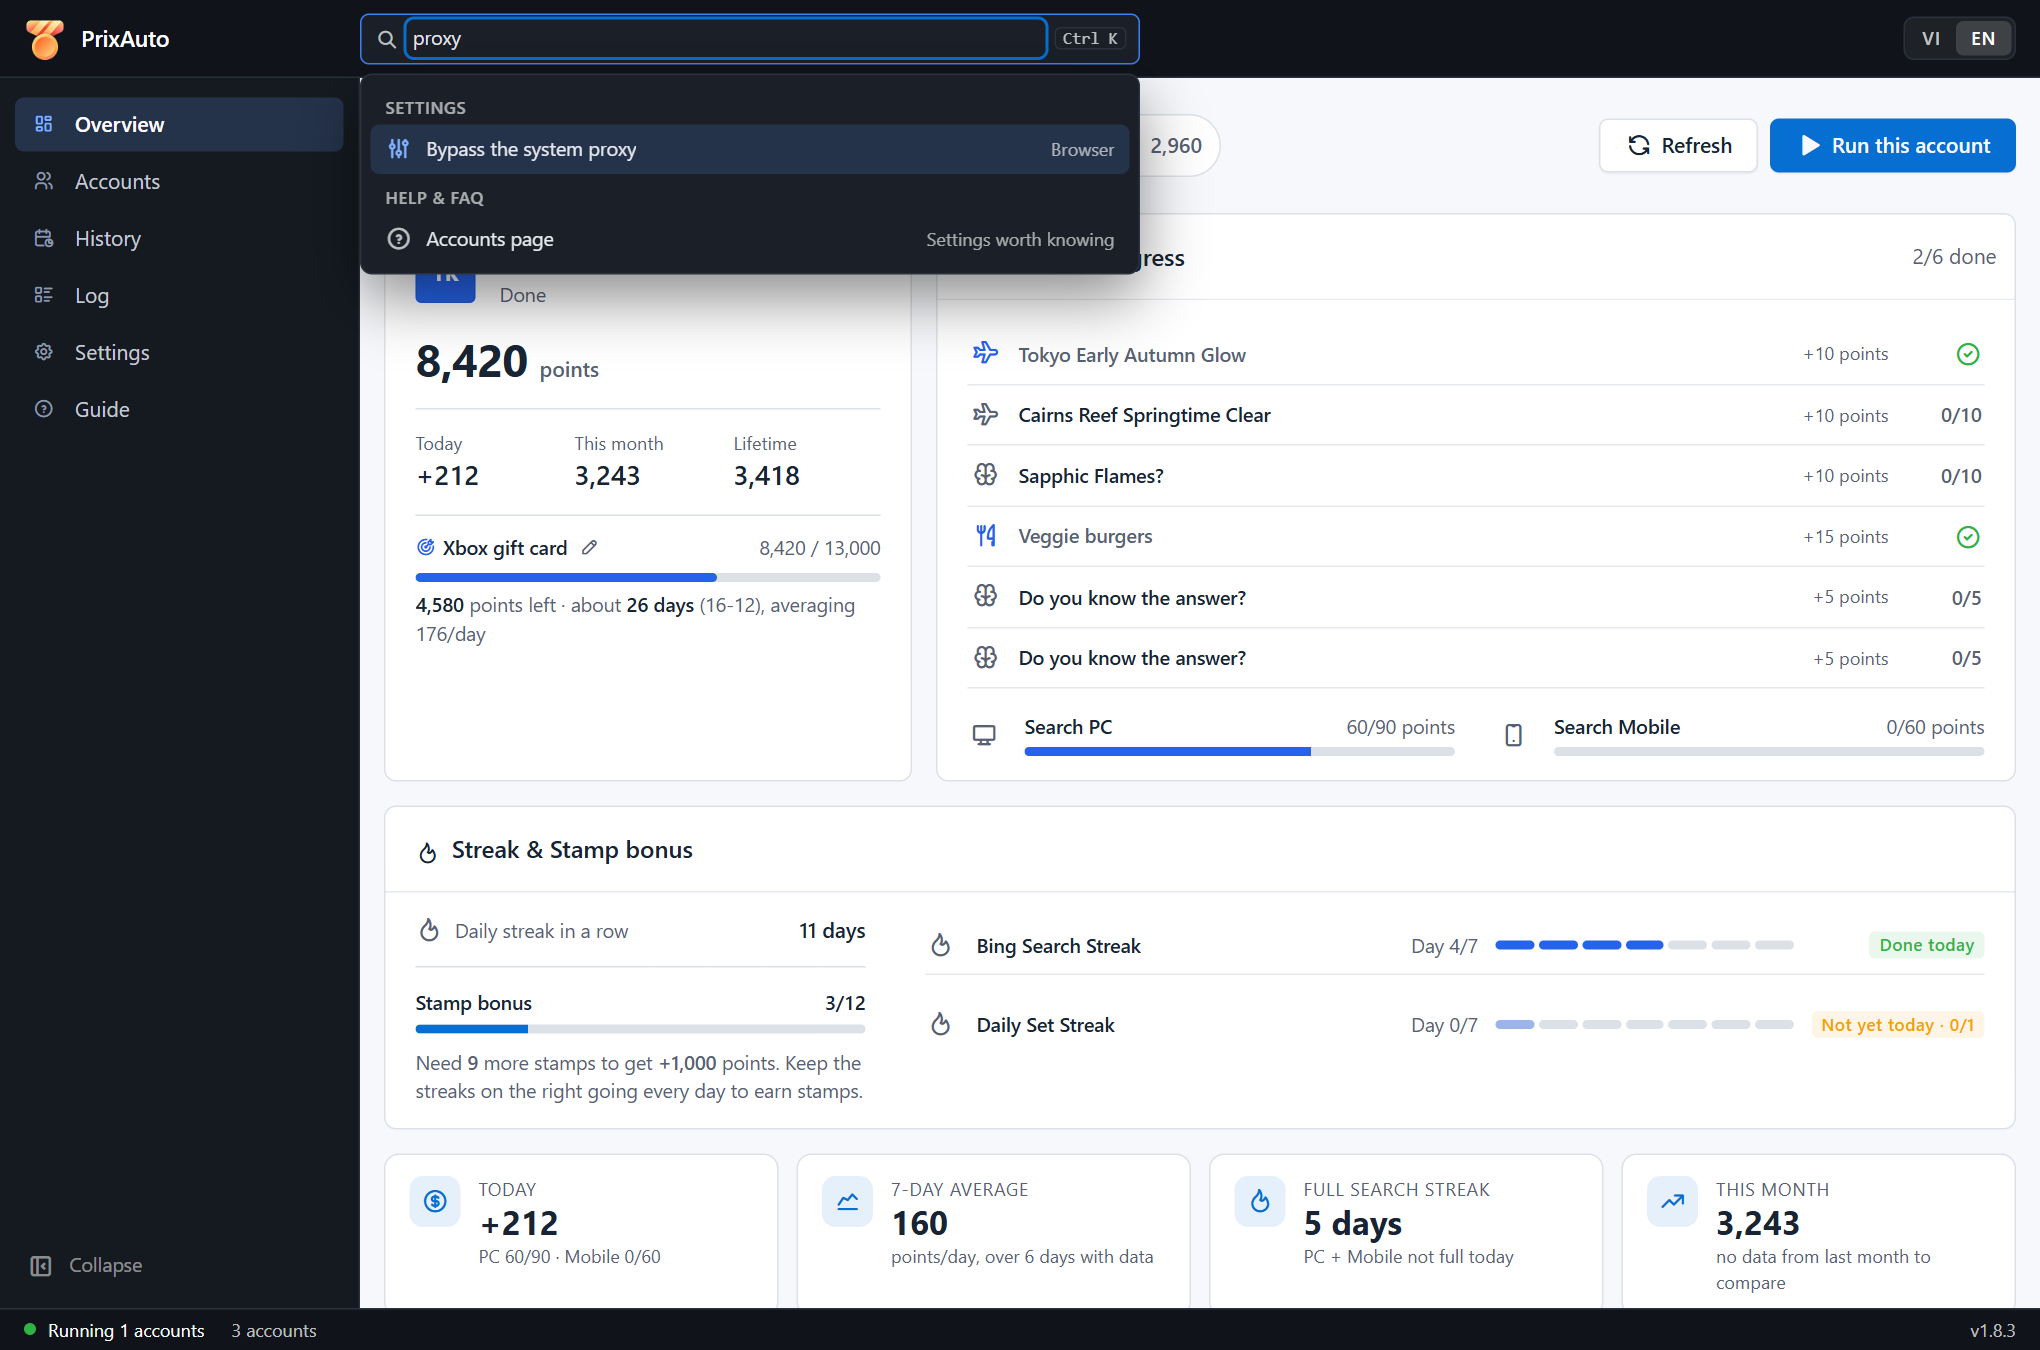 PrixAuto
proxy
Ctrl K
VI
EN
Overview
Accounts
History
Log
Settings
Guide
SETTINGS
Bypass the system proxy
Browser
HELP & FAQ
Accounts page
Settings worth knowing
2,960
Refresh
Run this account
Done
8,420 points
Today
+212
This month
3,243
Lifetime
3,418
Xbox gift card
8,420 / 13,000
4,580 points left · about 26 days (16-12), averaging
176/day
2/6 done
Tokyo Early Autumn Glow
+10 points
Cairns Reef Springtime Clear
+10 points
0/10
Sapphic Flames?
+10 points
0/10
Veggie burgers
+15 points
Do you know the answer?
+5 points
0/5
Do you know the answer?
+5 points
0/5
Search PC
60/90 points
Search Mobile
0/60 points
Streak & Stamp bonus
Daily streak in a row
11 days
Stamp bonus
3/12
Need 9 more stamps to get +1,000 points. Keep the
streaks on the right going every day to earn stamps.
Bing Search Streak
Day 4/7
Done today
Daily Set Streak
Day 0/7
Not yet today · 0/1
TODAY
+212
PC 60/90 · Mobile 0/60
7-DAY AVERAGE
160
points/day, over 6 days with data
FULL SEARCH STREAK
5 days
PC + Mobile not full today
THIS MONTH
3,243
no data from last month to
compare
Collapse
Running 1 accounts
3 accounts
v1.8.3